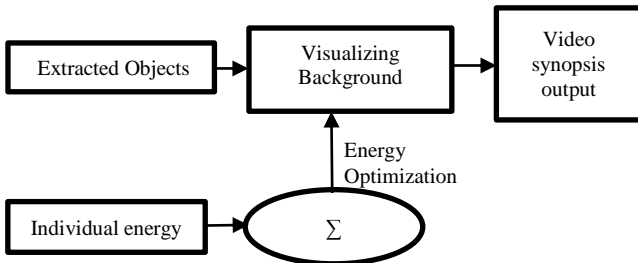 Extracted Objects
Visualizing
Background
Video
synopsis
output
Energy
Optimization
Individual energy
∑